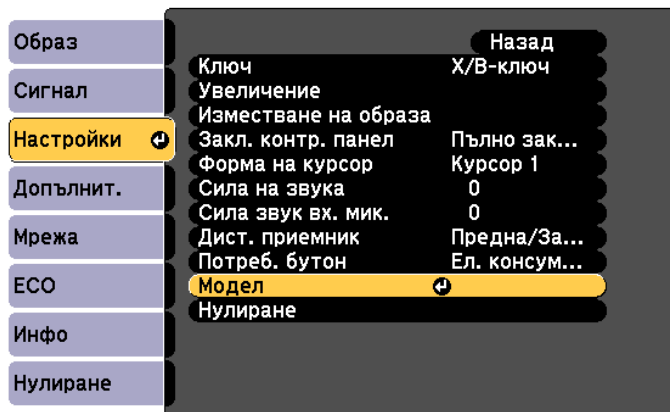 Образ
Сигнал
Настройки
Допълнит.
Мрежа
ECO
Инфо
Нулиране
Назад
Ключ Х/В-ключ
Увеличение
Изместване на образа
Закл. контр. панел Пълно зак...
Форма на курсор Курсор 1
Сила на звука 0
Сила звук вх. мик. 0
Дист. приемник Предна/За...
Потреб. бутон Ел. консум...
Модел
Нулиране